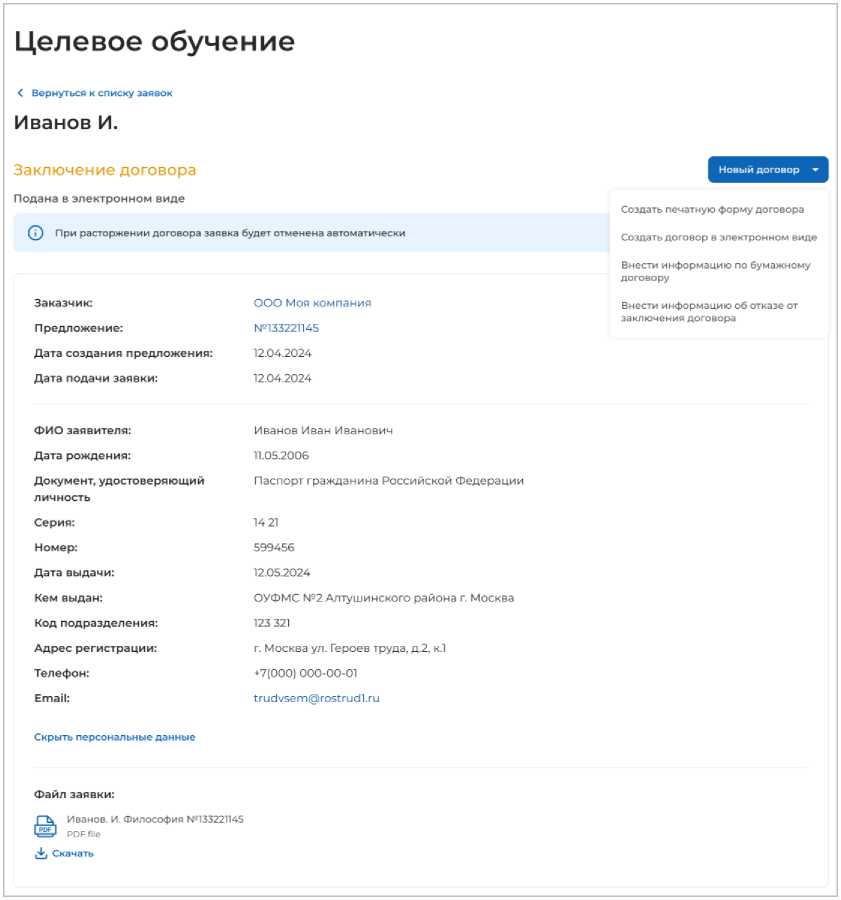 Целевое обучение
Вернуться к списку заявок
Иванов И.
Заключение договора
Новый договор
Подана в электронном виде
Создать печатную форму договора
При расторжении договора заявка будет отменена автоматически
Создать договор в электронном виде
Внести информацию по бумажному
договору
Внести информацию об отказе от
заключения договора
Заказчик: ООО Моя компания
Предложение: №133221145
Дата создания предложения: 12.04.2024
Дата подачи заявки: 12.04.2024
ФИО заявителя: Иванов Иван Иванович
Дата рождения: 11.05.2006
Документ, удостоверяющий Паспорт гражданина Российской Федерации
личность
Серия: 14 21
Номер: 599456
Дата выдачи: 12.05.2024
Кем выдан: ОУФМС №2 Алтушинского района г. Москва
Код подразделения: 123 321
Адрес регистрации: г. Москва ул. Героев труда, д.2, к.1
Телефон: +7(000) 000-00-01
Email: trudvsem@rostrud1.ru
Скрыть персональные данные
Файл заявки:
Иванов. И. Философия №133221145
PDF
PDF file
Скачать